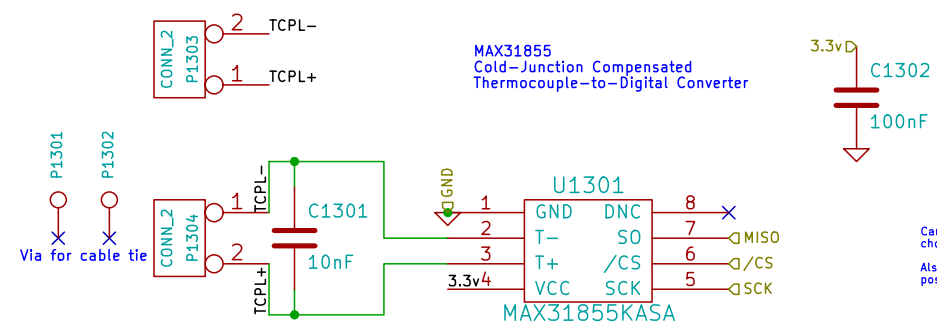 CONN_2
P1303
2
TCPL-
1
TCPL+
MAX31855
Cold-Junction Compensated
Thermocouple-to-Digital Converter
3.3v
C1302
100nF
P1301
P1302
Via for cable tie
CONN_2
P1304
1
TCPL-
2
TCPL+
C1301
10nF
GND
U1301
1 GND DNC 8
2 T- SO 7 MISO
3 T+ /CS 6 /CS
3.3v 4 VCC SCK 5 SCK
MAX31855KASA